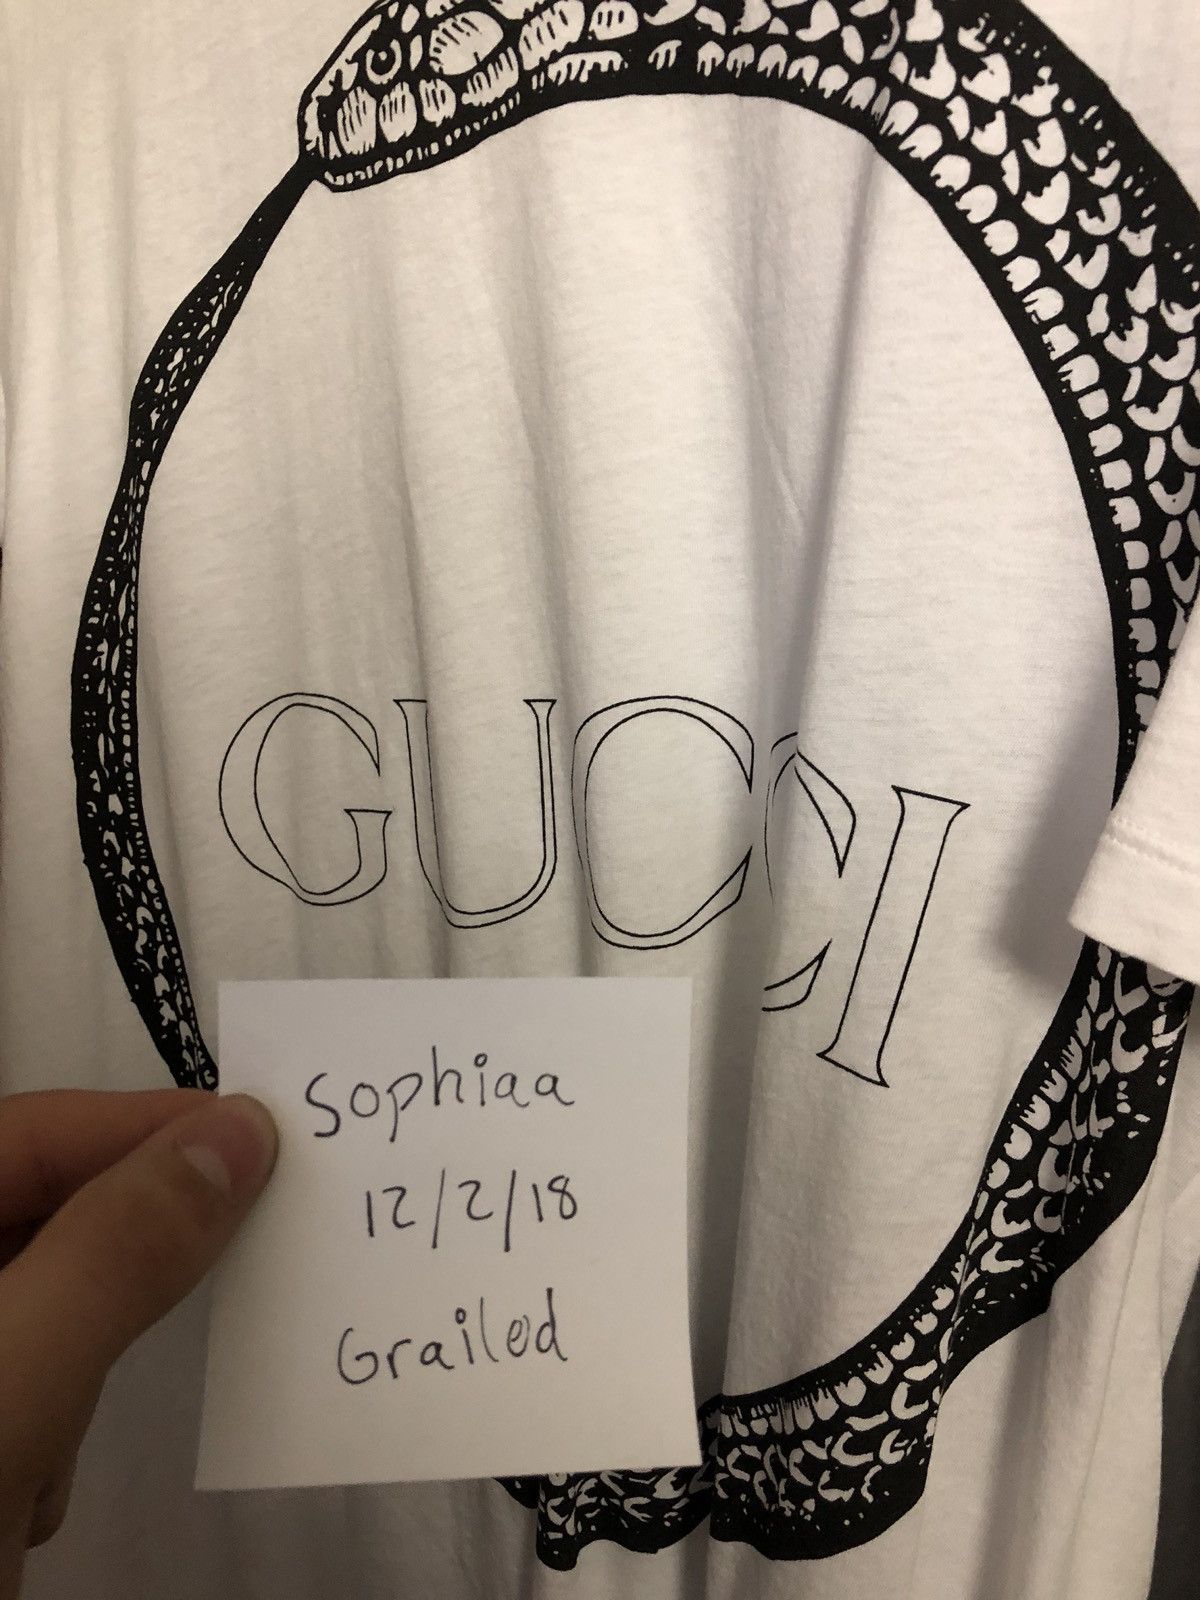 GUCCI
Sophiaa
12/2/18
Grailed